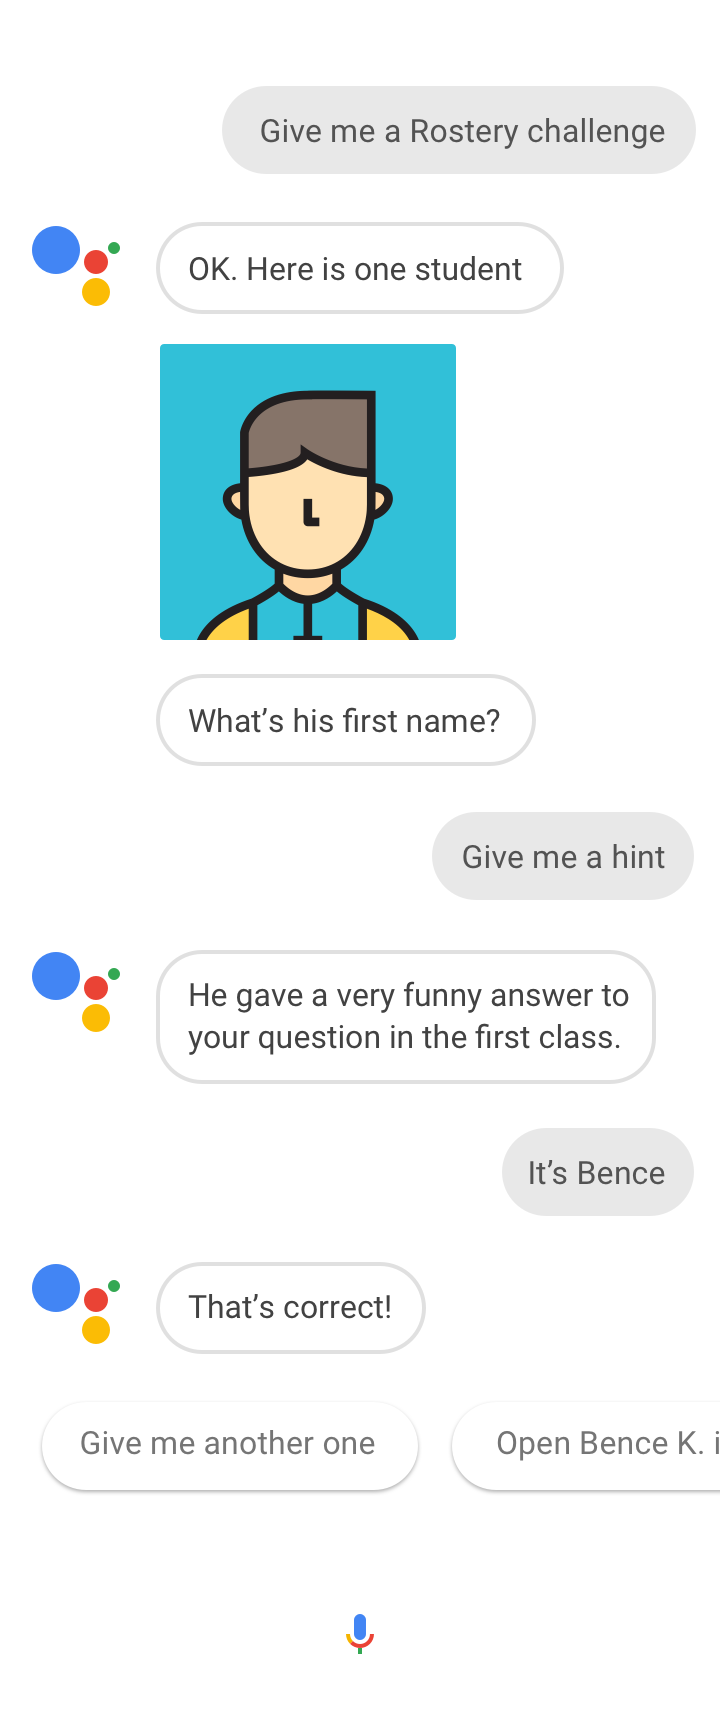 Give me a Rostery challenge
OK. Here is one student
What’s his first name?
Give me a hint
He gave a very funny answer to
your question in the first class.
It’s Bence
That’s correct!
Give me another one
Open Bence K. i